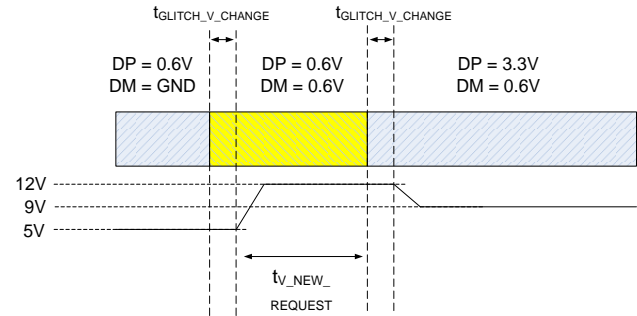 tGLITCH_V_CHANGE
tGLITCH_V_CHANGE
DP = 0.6V
DM = GND
DP = 0.6V
DM = 0.6V
DP = 3.3V
DM = 0.6V
12V
9V
5V
tV_NEW_
REQUEST